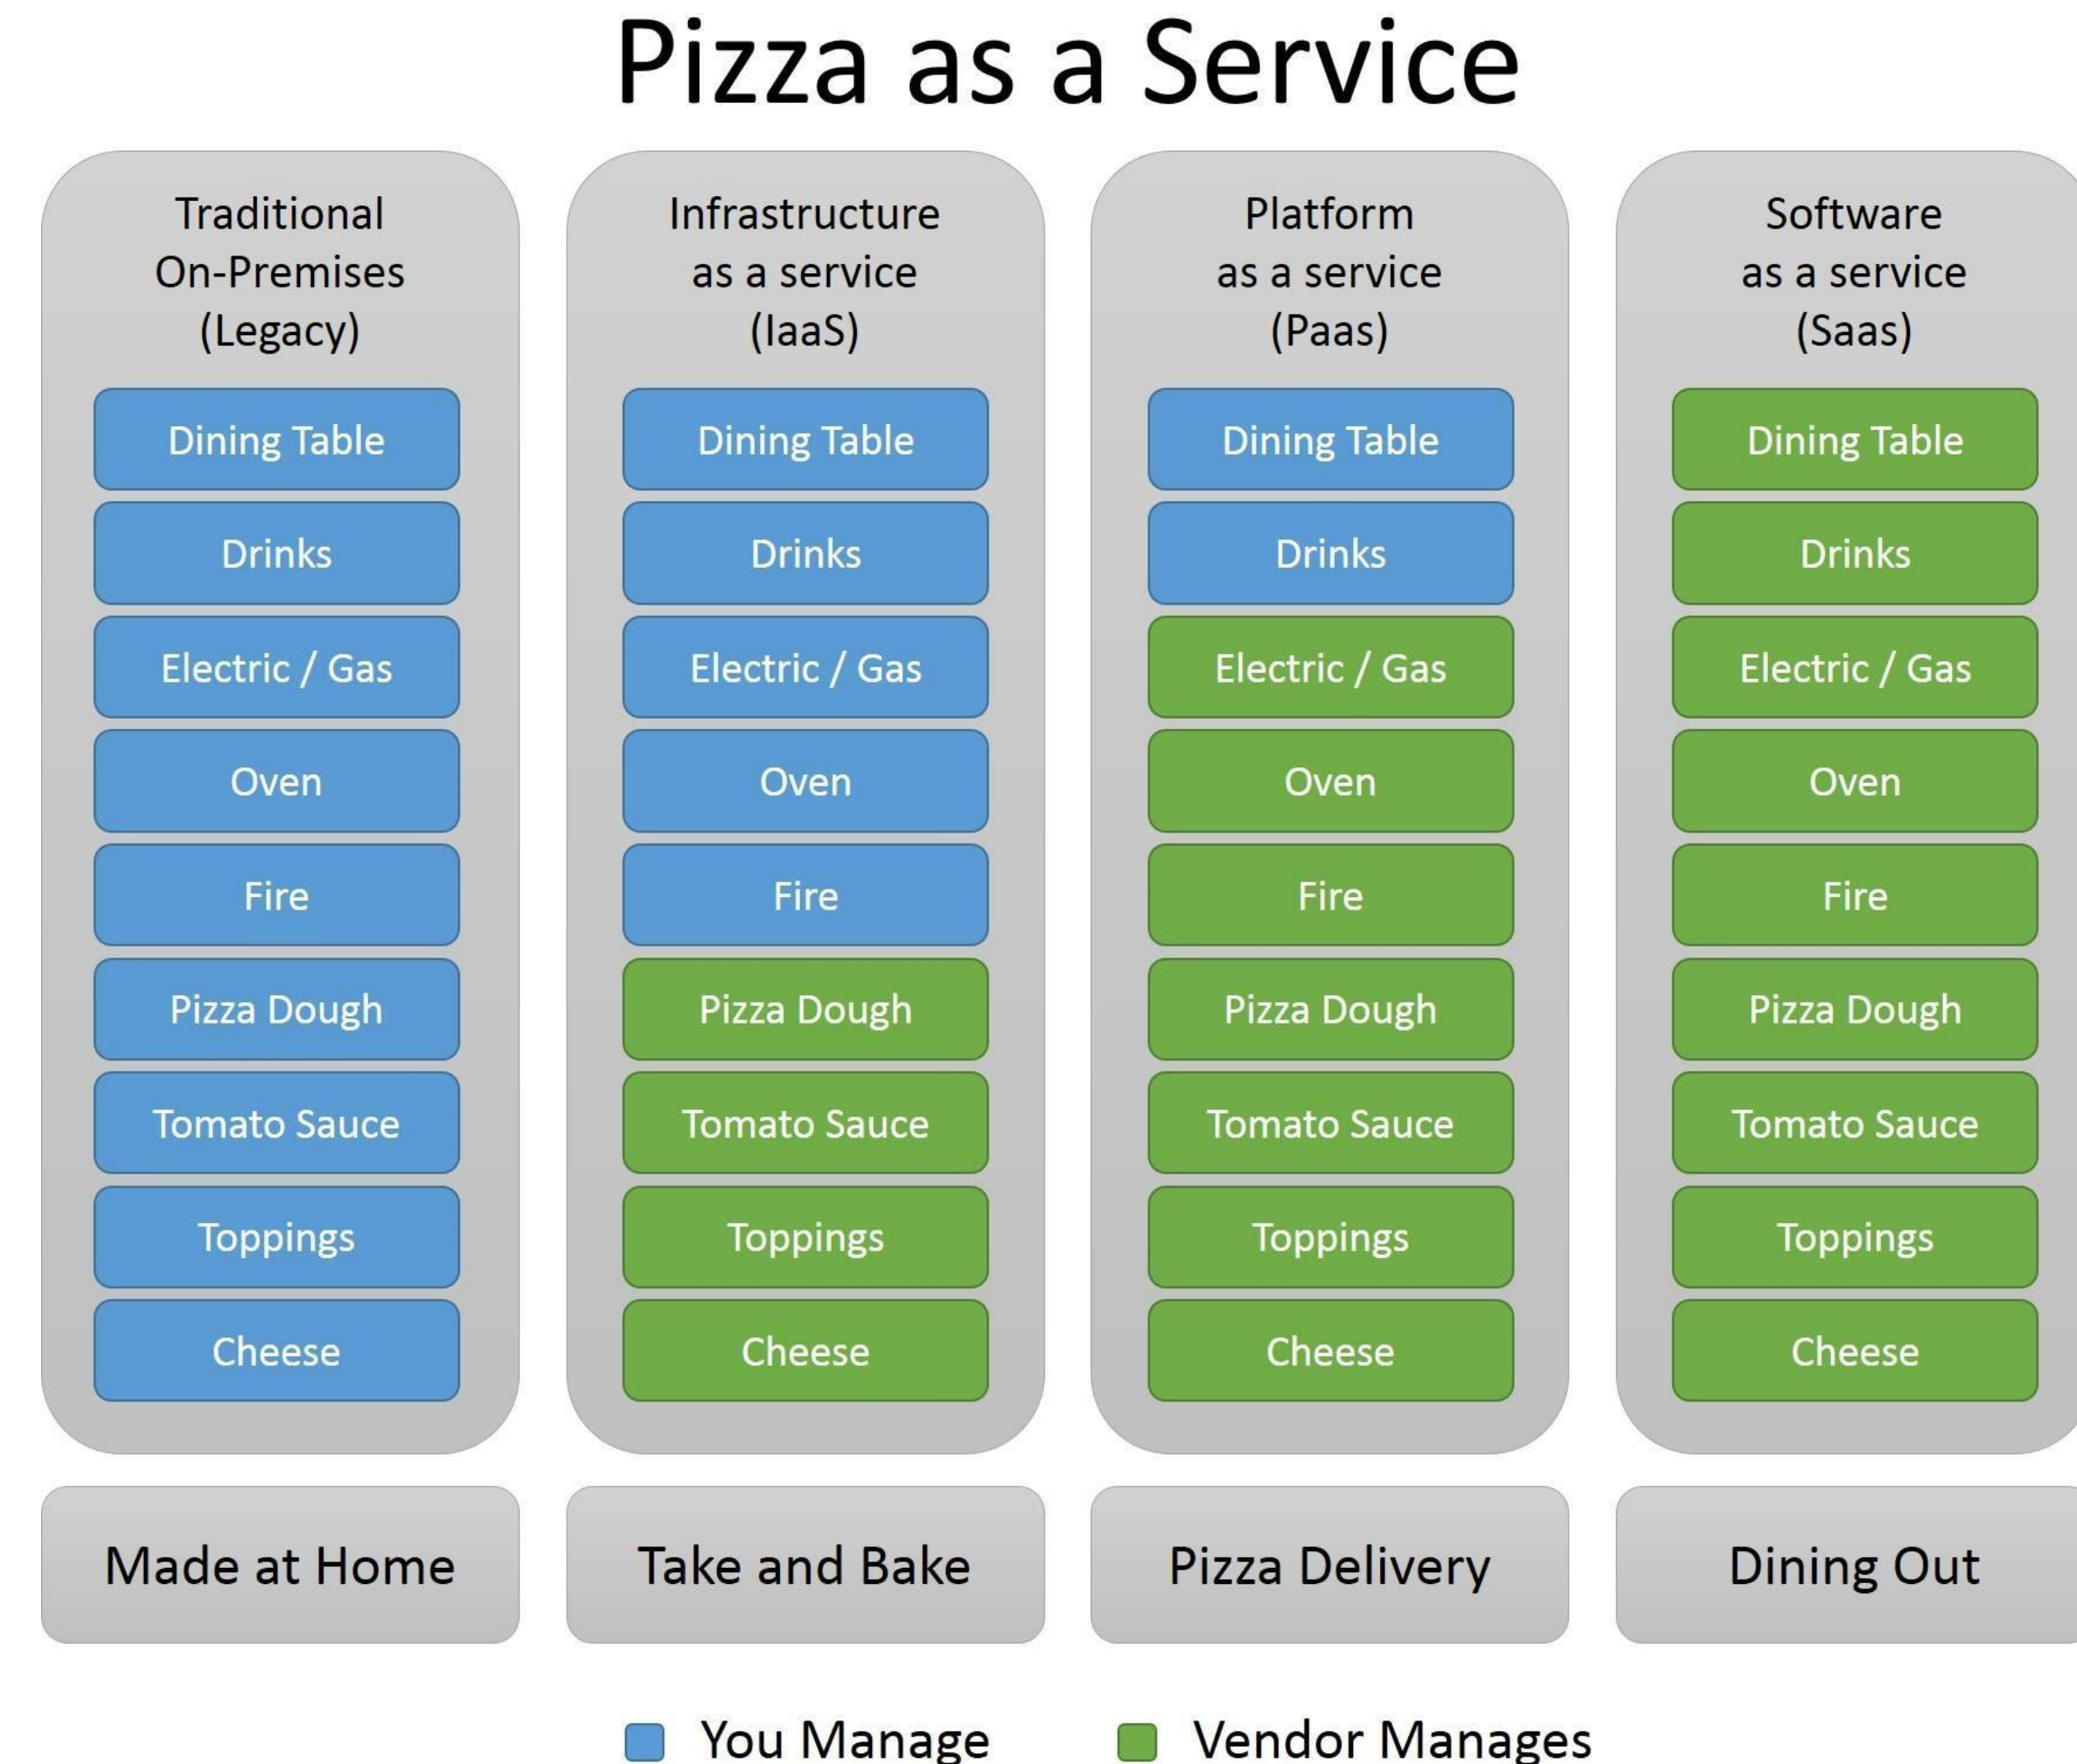 Pizza as a Service
Traditional
On-Premises
(Legacy)
Dining Table
Drinks
Electric / Gas
Oven
Fire
Pizza Dough
Tomato Sauce
Toppings
Cheese
Made at Home
Infrastructure
as a service
(IaaS)
Dining Table
Drinks
Electric / Gas
Oven
Fire
Pizza Dough
Tomato Sauce
Toppings
Cheese
Take and Bake
Platform
as a service
(Paas)
Dining Table
Drinks
Electric / Gas
Oven
Fire
Pizza Dough
Tomato Sauce
Toppings
Cheese
Pizza Delivery
Software
as a service
(Saas)
Dining Table
Drinks
Electric / Gas
Oven
Fire
Pizza Dough
Tomato Sauce
Toppings
Cheese
Dining Out
You Manage
Vendor Manages